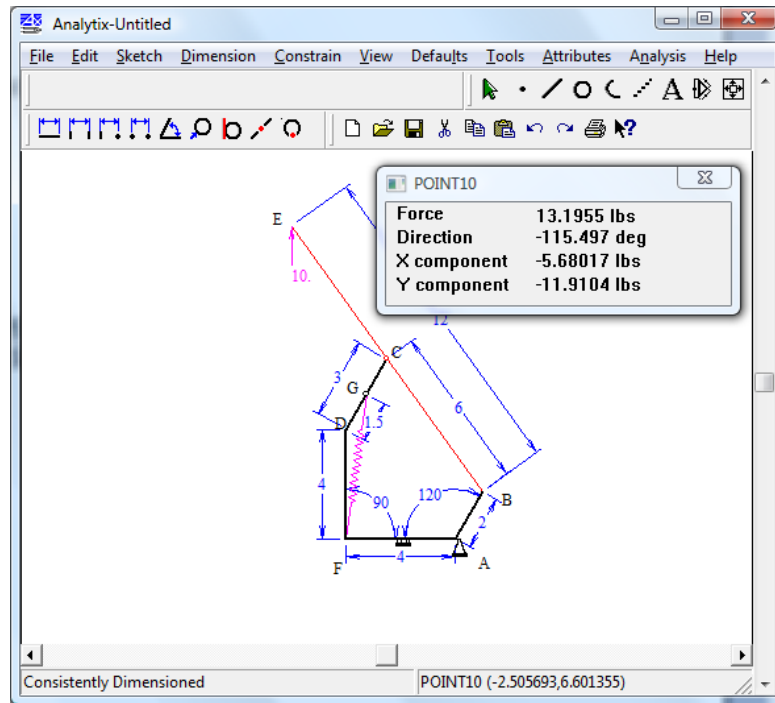 Analytix-Untitled
File Edit Sketch Dimension Constrain View Defaults Tools Attributes Analysis Help
A
POINT10
Force 13.1955 lbs
Direction -115.497 deg
X component -5.68017 lbs
Y component -11.9104 lbs
E
10.
12
C
3
G
6
D
1.5
4
90
120
B
2
4
F
A
Consistently Dimensioned
POINT10 (-2.505693,6.601355)